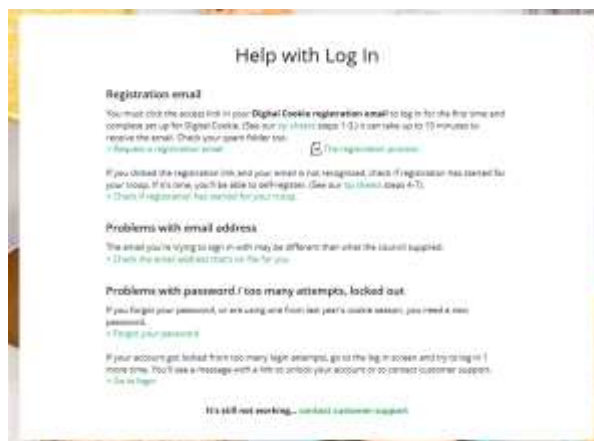 Help with Log In
Registration email
You must click the access link in your Digital Cookie registration email to log in for the first time and
complete set up for Digital Cookie. (See our tip sheets steps 1-3.) It can take up to 10 minutes to
receive the email. Check your spam folder too.
> Request a registration email The registration process
If you clicked the registration link and your email is not recognized, check if registration has started for
your troop. If it's time, you'll be able to self-register. (See our tip sheets steps 4-7).
> Check if registration has started for your troop
Problems with email address
The email you're trying to sign in with may be different than what the council supplied.
> Check the email address that's on file for you
Problems with password / too many attempts, locked out
If you forgot your password, or are using one from last year's cookie season, you need a new
password.
> Forgot your password
If your account got locked from too many login attempts, go to the log in screen and try to log in 1
more time. You'll see a message with a link to unlock your account or to contact customer support.
> Go to login
It's still not working... contact customer support